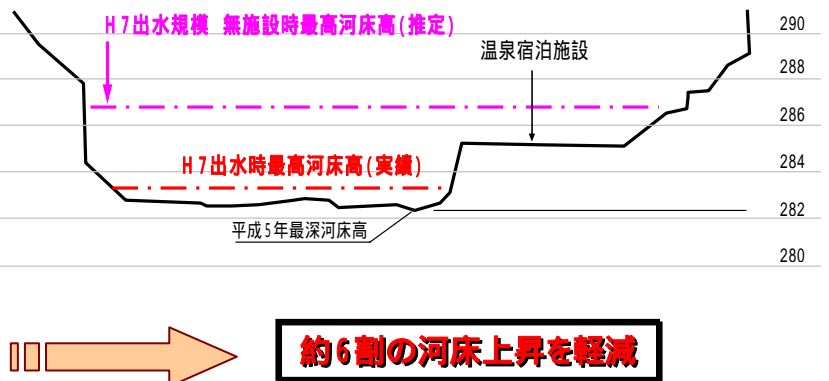 H7出水規模 無施設時最高河床高(推定)
290
温泉宿泊施設
288
286
H7出水時最高河床高(実績)
284
282
平成5年最深河床高
280
約6割の河床上昇を軽減